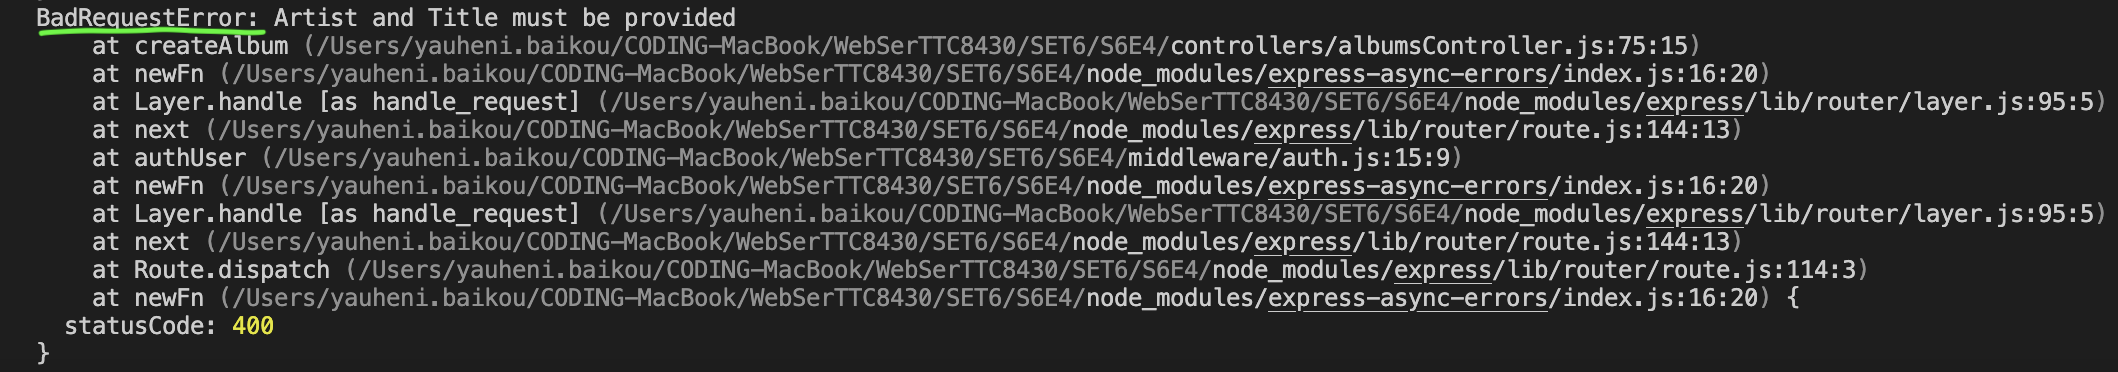 BadRequestError: Artist and Title must be provided
    at createAlbum (/Users/yauheni.baikou/CODING-MacBook/WebSerTTC8430/SET6/S6E4/controllers/albumsController.js:75:15)
    at newFn (/Users/yauheni.baikou/CODING-MacBook/WebSerTTC8430/SET6/S6E4/node_modules/express-async-errors/index.js:16:20)
    at Layer.handle [as handle_request] (/Users/yauheni.baikou/CODING-MacBook/WebSerTTC8430/SET6/S6E4/node_modules/express/lib/router/layer.js:95:5)
    at next (/Users/yauheni.baikou/CODING-MacBook/WebSerTTC8430/SET6/S6E4/node_modules/express/lib/router/route.js:144:13)
    at authUser (/Users/yauheni.baikou/CODING-MacBook/WebSerTTC8430/SET6/S6E4/middleware/auth.js:15:9)
    at newFn (/Users/yauheni.baikou/CODING-MacBook/WebSerTTC8430/SET6/S6E4/node_modules/express-async-errors/index.js:16:20)
    at Layer.handle [as handle_request] (/Users/yauheni.baikou/CODING-MacBook/WebSerTTC8430/SET6/S6E4/node_modules/express/lib/router/layer.js:95:5)
    at next (/Users/yauheni.baikou/CODING-MacBook/WebSerTTC8430/SET6/S6E4/node_modules/express/lib/router/route.js:144:13)
    at Route.dispatch (/Users/yauheni.baikou/CODING-MacBook/WebSerTTC8430/SET6/S6E4/node_modules/express/lib/router/route.js:114:3)
    at newFn (/Users/yauheni.baikou/CODING-MacBook/WebSerTTC8430/SET6/S6E4/node_modules/express-async-errors/index.js:16:20) {
  statusCode: 400
}